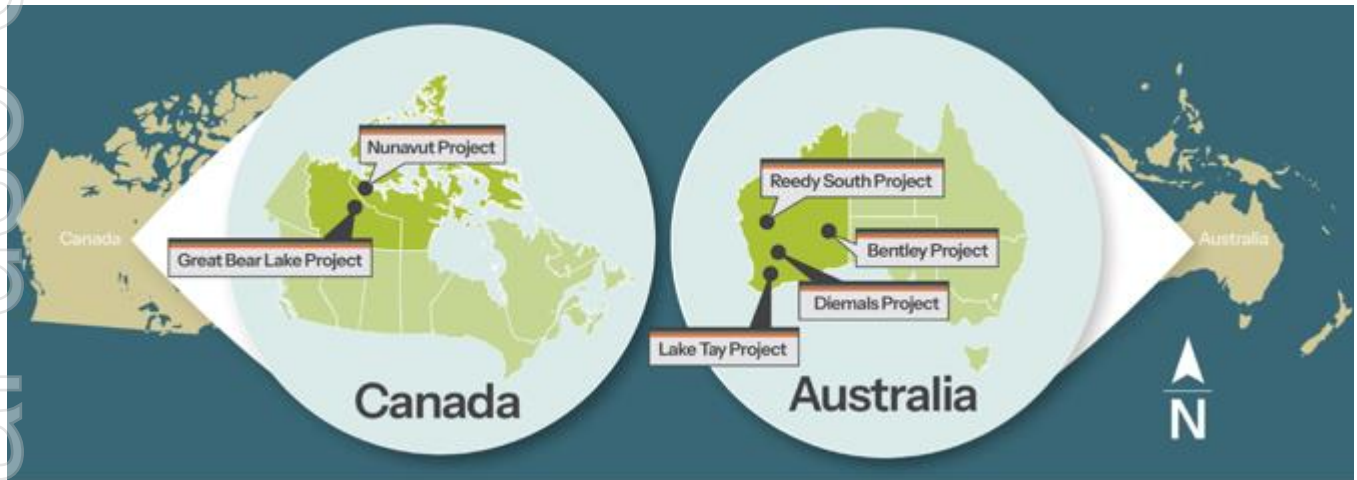 Canada
Nunavut Project
Great Bear Lake Project
Canada
Reedy South Project
Bentley Project
Diemals Project
Lake Tay Project
Australia
Australia
N